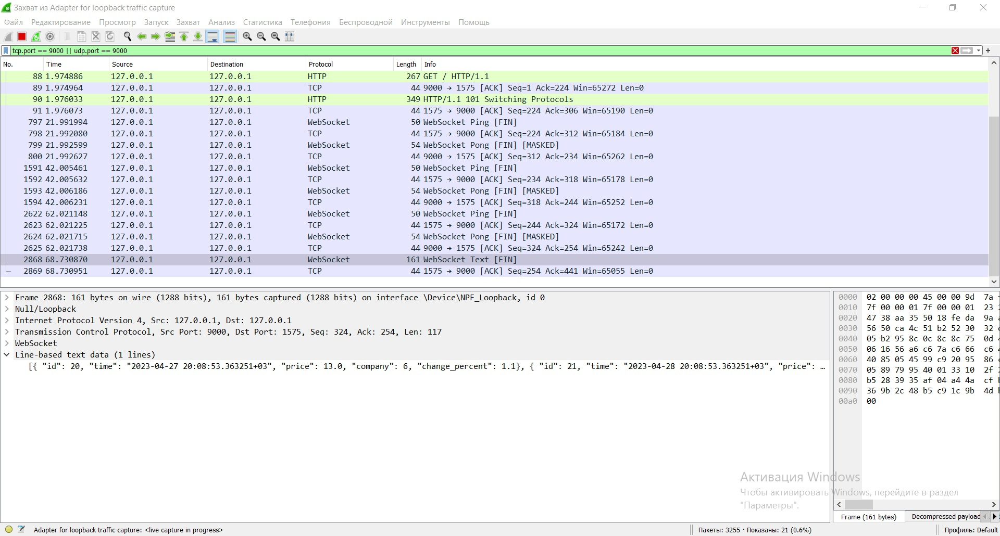 Захват из Adapter for loopback traffic capture
Файл Редактирование Просмотр Запуск Захват Анализ Статистика Телефония Беспроводной Инструменты Помощь
tcp.port == 9000 || udp.port == 9000
No. Time Source Destination Protocol Length Info
88 1.974886 127.0.0.1 127.0.0.1 HTTP 267 GET / HTTP/1.1
89 1.974964 127.0.0.1 127.0.0.1 TCP 44 9000 → 1575 [ACK] Seq=1 Ack=224 Win=65272 Len=0
90 1.976033 127.0.0.1 127.0.0.1 HTTP 349 HTTP/1.1 101 Switching Protocols
91 1.976073 127.0.0.1 127.0.0.1 TCP 44 1575 → 9000 [ACK] Seq=224 Ack=306 Win=65190 Len=0
797 21.991994 127.0.0.1 127.0.0.1 WebSocket 50 WebSocket Ping [FIN]
798 21.992080 127.0.0.1 127.0.0.1 TCP 44 1575 → 9000 [ACK] Seq=224 Ack=312 Win=65184 Len=0
799 21.992599 127.0.0.1 127.0.0.1 WebSocket 54 WebSocket Pong [FIN] [MASKED]
800 21.992627 127.0.0.1 127.0.0.1 TCP 44 9000 → 1575 [ACK] Seq=312 Ack=234 Win=65262 Len=0
1591 42.005461 127.0.0.1 127.0.0.1 WebSocket 50 WebSocket Ping [FIN]
1592 42.005632 127.0.0.1 127.0.0.1 TCP 44 1575 → 9000 [ACK] Seq=234 Ack=318 Win=65178 Len=0
1593 42.006186 127.0.0.1 127.0.0.1 WebSocket 54 WebSocket Pong [FIN] [MASKED]
1594 42.006231 127.0.0.1 127.0.0.1 TCP 44 9000 → 1575 [ACK] Seq=318 Ack=244 Win=65252 Len=0
2622 62.021148 127.0.0.1 127.0.0.1 WebSocket 50 WebSocket Ping [FIN]
2623 62.021225 127.0.0.1 127.0.0.1 TCP 44 1575 → 9000 [ACK] Seq=244 Ack=324 Win=65172 Len=0
2624 62.021715 127.0.0.1 127.0.0.1 WebSocket 54 WebSocket Pong [FIN] [MASKED]
2625 62.021738 127.0.0.1 127.0.0.1 TCP 44 9000 → 1575 [ACK] Seq=324 Ack=254 Win=65242 Len=0
2868 68.730870 127.0.0.1 127.0.0.1 WebSocket 161 WebSocket Text [FIN]
2869 68.730951 127.0.0.1 127.0.0.1 TCP 44 1575 → 9000 [ACK] Seq=254 Ack=441 Win=65055 Len=0
Frame 2868: 161 bytes on wire (1288 bits), 161 bytes captured (1288 bits) on interface \Device\NPF_Loopback, id 0
Null/Loopback
Internet Protocol Version 4, Src: 127.0.0.1, Dst: 127.0.0.1
Transmission Control Protocol, Src Port: 9000, Dst Port: 1575, Seq: 324, Ack: 254, Len: 117
WebSocket
Line-based text data (1 lines)
[{ "id": 20, "time": "2023-04-27 20:08:53.363251+03", "price": 13.0, "company": 6, "change_percent": 1.1}, { "id": 21, "time": "2023-04-28 20:08:53.363251+03", "price": …
0000 02 00 00 00 45 00 00 9d 7a
0010 7f 00 00 01 7f 00 00 01 23
0020 47 38 aa 35 50 18 fe da 9a
0030 56 50 ca 4c 51 b2 52 30 32
0040 05 b2 95 8c 0c 8c 8c 75 0d
0050 06 16 56 a6 c6 7a c6 66 c6
0060 40 85 05 45 99 c9 20 95 86
0070 05 89 79 95 40 01 33 10 2f
0080 b5 28 39 35 af 04 a4 4a cf
0090 36 9b 2c 48 b5 c9 1c 9b 4d
00a0 00
Активация Windows
Чтобы активировать Windows, перейдите в раздел
"Параметры".
Frame (161 bytes) Decompressed payload
Adapter for loopback traffic capture: <live capture in progress> Пакеты: 3255 · Показаны: 21 (0.6%) Профиль: Default